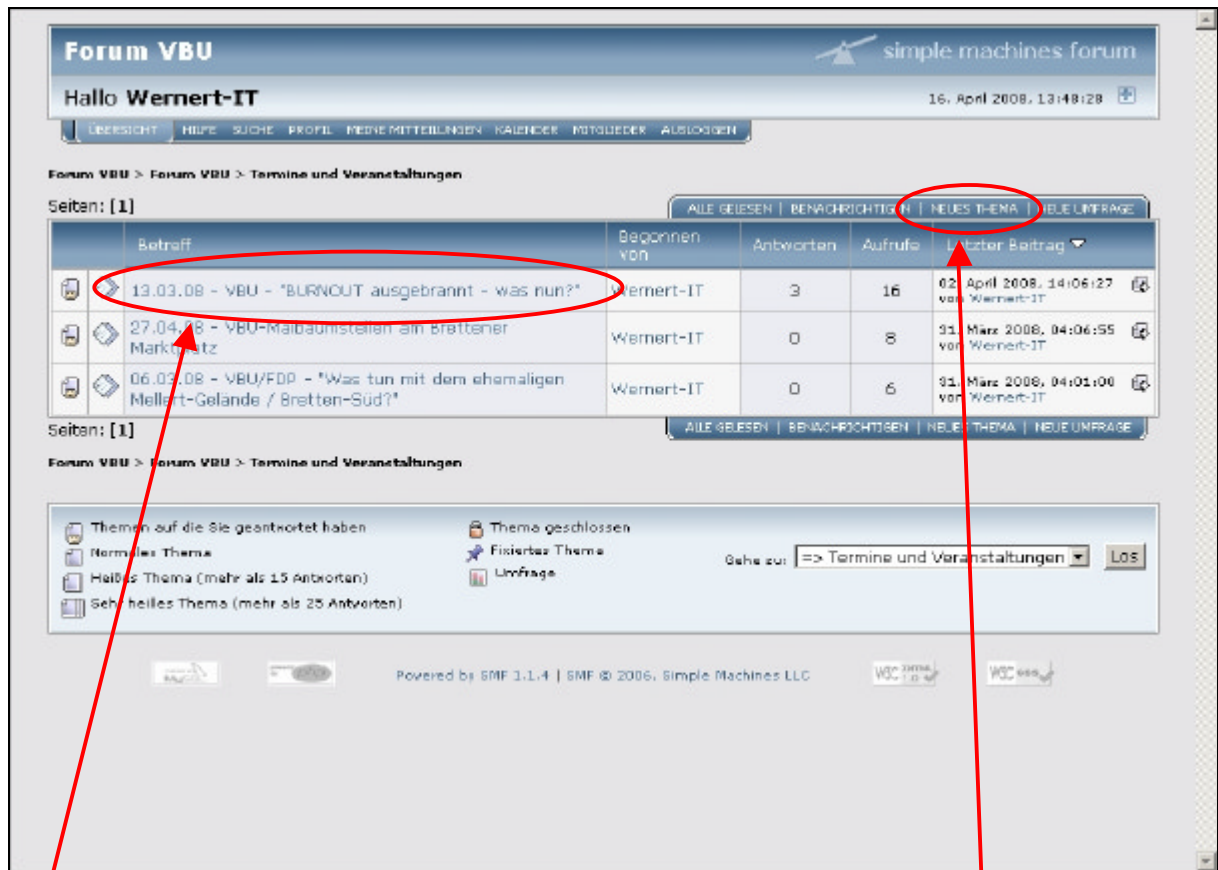 Forum VBU
simple machines forum
Hallo Wernert-IT
16. April 2008, 13:48:28
ÜBERSICHT HILFE SUCHE PROFIL MEINE MITTEILUNGEN KALENDER MITGLIEDER AUSLOGGEN
Forum VBU > Forum VBU > Termine und Veranstaltungen
Seiten: [1]
ALLE GELESEN | BENACHRICHTIGEN | NEUES THEMA | NEUE UMFRAGE
Betreff Begonnen von Antworten Aufrufe Letzter Beitrag
13.03.08 - VBU - "BURNOUT ausgebrannt - was nun?" Wernert-IT 3 16 02. April 2008, 14:06:27
von Wernert-IT
27.04.08 - VBU-Maibaumstellen am Brettener
Marktplatz Wernert-IT 0 8 31. März 2008, 04:06:55
von Wernert-IT
06.03.08 - VBU/FDP - "Was tun mit dem ehemaligen
Mellert-Gelände / Bretten-Süd?" Wernert-IT 0 6 31. März 2008, 04:01:00
von Wernert-IT
Seiten: [1]
ALLE GELESEN | BENACHRICHTIGEN | NEUES THEMA | NEUE UMFRAGE
Forum VBU > Forum VBU > Termine und Veranstaltungen
Themen auf die Sie geantwortet haben
Normales Thema
Heißes Thema (mehr als 15 Antworten)
Sehr heißes Thema (mehr als 25 Antworten)
Thema geschlossen
Fixiertes Thema
Umfrage
Gehe zu: => Termine und Veranstaltungen Los
Powered by SMF 1.1.4 | SMF © 2006, Simple Machines LLC
W3C
W3C